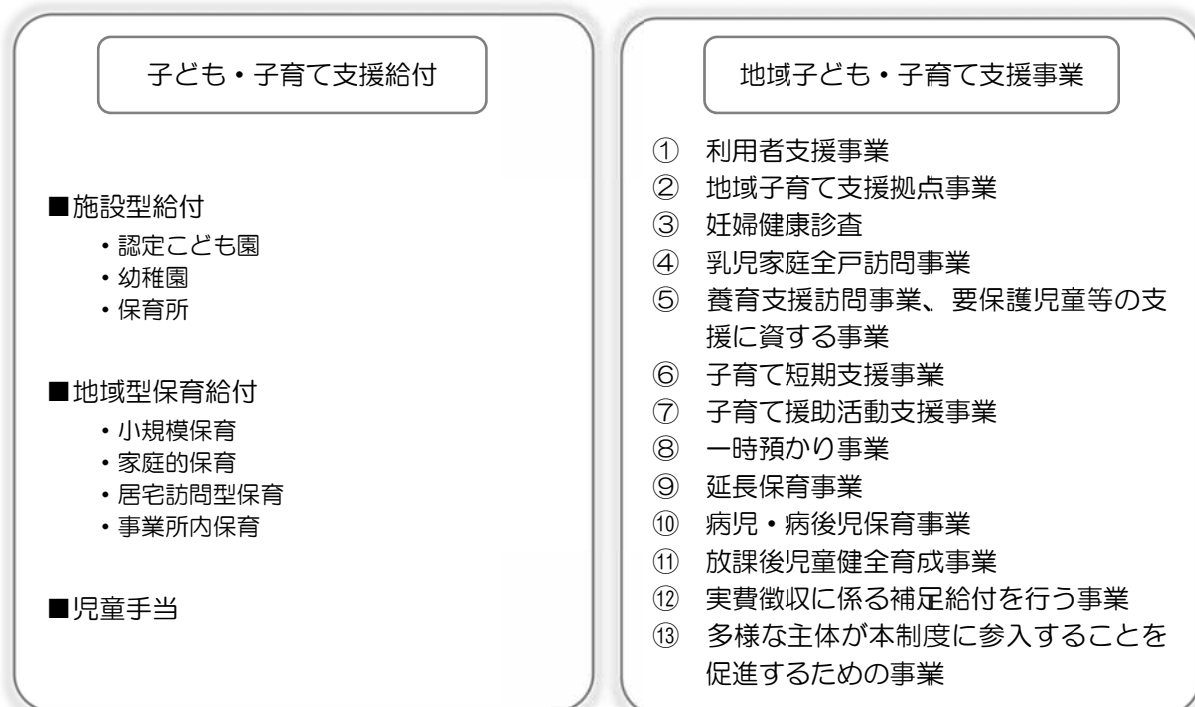 子ども・子育て支援給付
■施設型給付
・認定こども園
・幼稚園
・保育所
■地域型保育給付
・小規模保育
・家庭的保育
・居宅訪問型保育
・事業所内保育
■児童手当
地域子ども・子育て支援事業
① 利用者支援事業
② 地域子育て支援拠点事業
③ 妊婦健康診査
④ 乳児家庭全戸訪問事業
⑤ 養育支援訪問事業、要保護児童等の支
援に資する事業
⑥ 子育て短期支援事業
⑦ 子育て援助活動支援事業
⑧ 一時預かり事業
⑨ 延長保育事業
⑩ 病児・病後児保育事業
⑪ 放課後児童健全育成事業
⑫ 実費徴収に係る補足給付を行う事業
⑬ 多様な主体が本制度に参入することを
促進するための事業